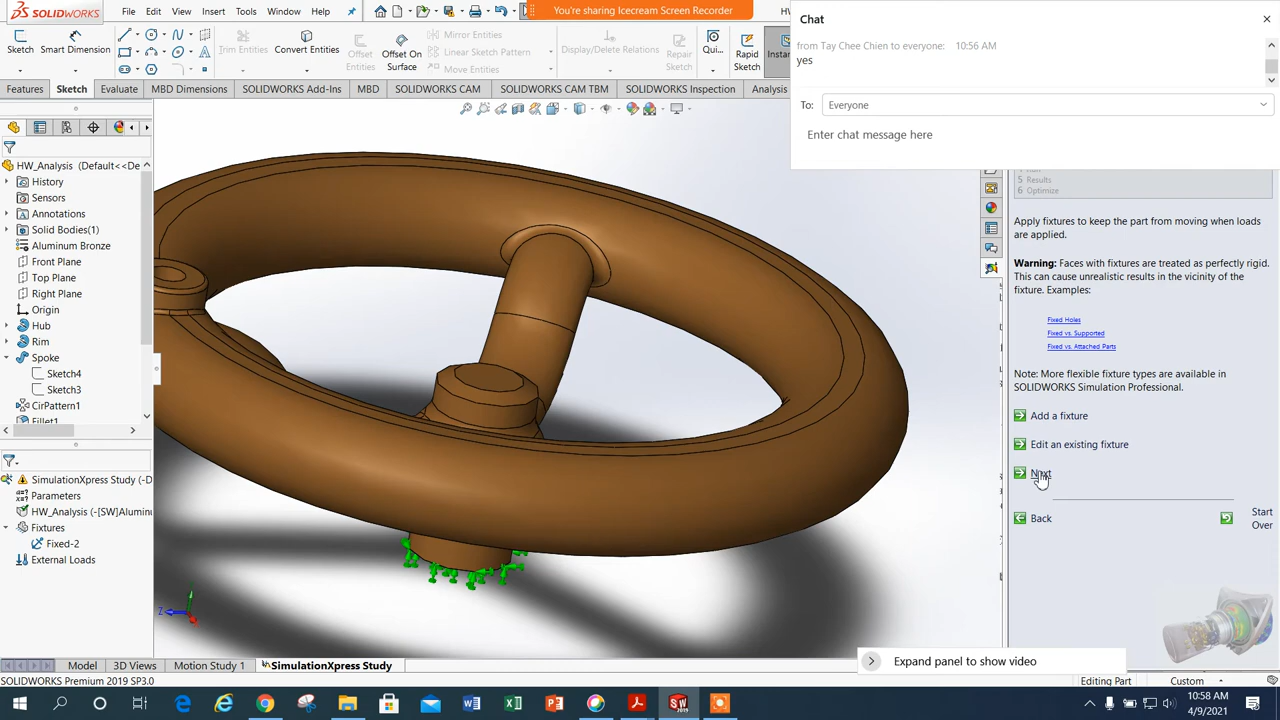 SOLIDWORKS
File Edit View Insert Tools Window Help
You're sharing Icecream Screen Recorder
Chat
from Tay Chee Chien to everyone: 10:56 AM
yes
To: Everyone
Enter chat message here
Sketch
Smart Dimension
Trim Entities
Convert Entities
Offset Entities
Offset On Surface
Mirror Entities
Linear Sketch Pattern
Move Entities
Display/Delete Relations
Repair Sketch
Qui...
Rapid Sketch
Instan
Features Sketch Evaluate MBD Dimensions SOLIDWORKS Add-Ins MBD SOLIDWORKS CAM SOLIDWORKS CAM TBM SOLIDWORKS Inspection Analysis
HW_Analysis (Default<<De
History
Sensors
Annotations
Solid Bodies(1)
Aluminum Bronze
Front Plane
Top Plane
Right Plane
Origin
Hub
Rim
Spoke
Sketch4
Sketch3
CirPattern1
Fillet1
SimulationXpress Study (-D
Parameters
HW_Analysis (-[SW]Alumin
Fixtures
Fixed-2
External Loads
Z
5 Results
6 Optimize
Apply fixtures to keep the part from moving when loads
are applied.
Warning: Faces with fixtures are treated as perfectly rigid.
This can cause unrealistic results in the vicinity of the
fixture. Examples:
Fixed Holes
Fixed vs. Supported
Fixed vs. Attached Parts
Note: More flexible fixture types are available in
SOLIDWORKS Simulation Professional.
Add a fixture
Edit an existing fixture
Next
Back
Start
Over
Expand panel to show video
Model 3D Views Motion Study 1 SimulationXpress Study
SOLIDWORKS Premium 2019 SP3.0
Editing Part Custom
10:58 AM
4/9/2021